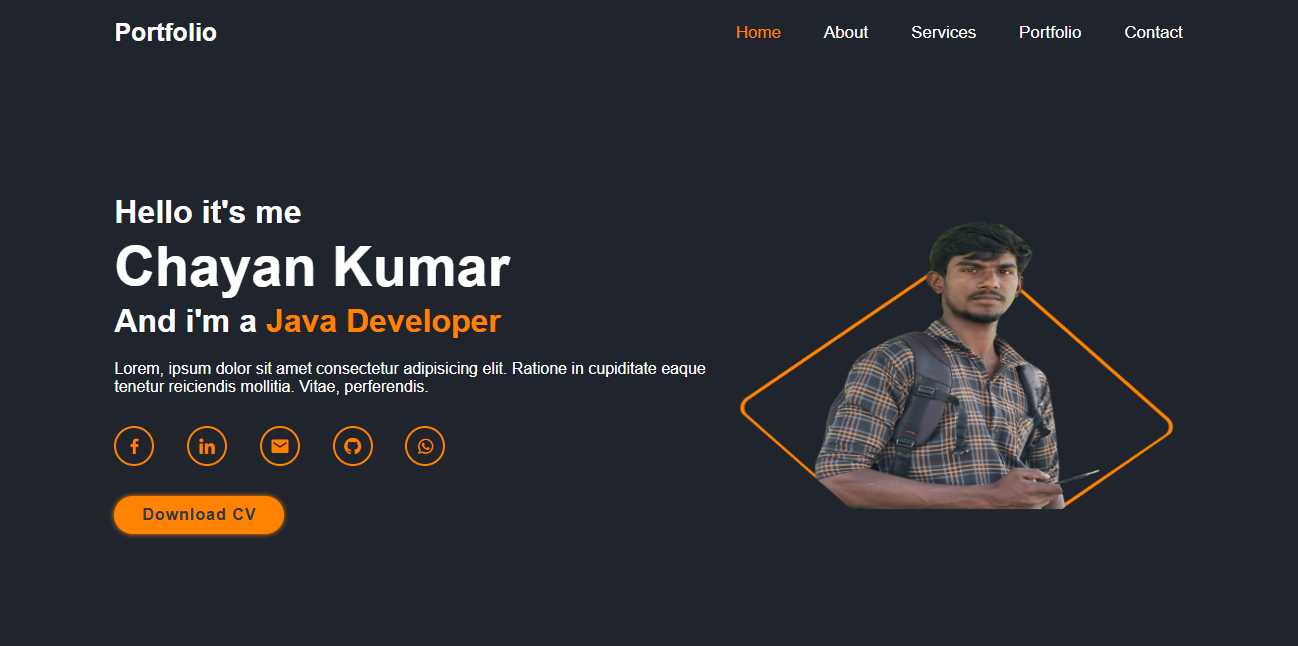 Portfolio
Home About Services Portfolio Contact
Hello it's me
Chayan Kumar
And i'm a Java Developer
Lorem, ipsum dolor sit amet consectetur adipisicing elit. Ratione in cupiditate eaque
tenetur reiciendis mollitia. Vitae, perferendis.
in
Download CV